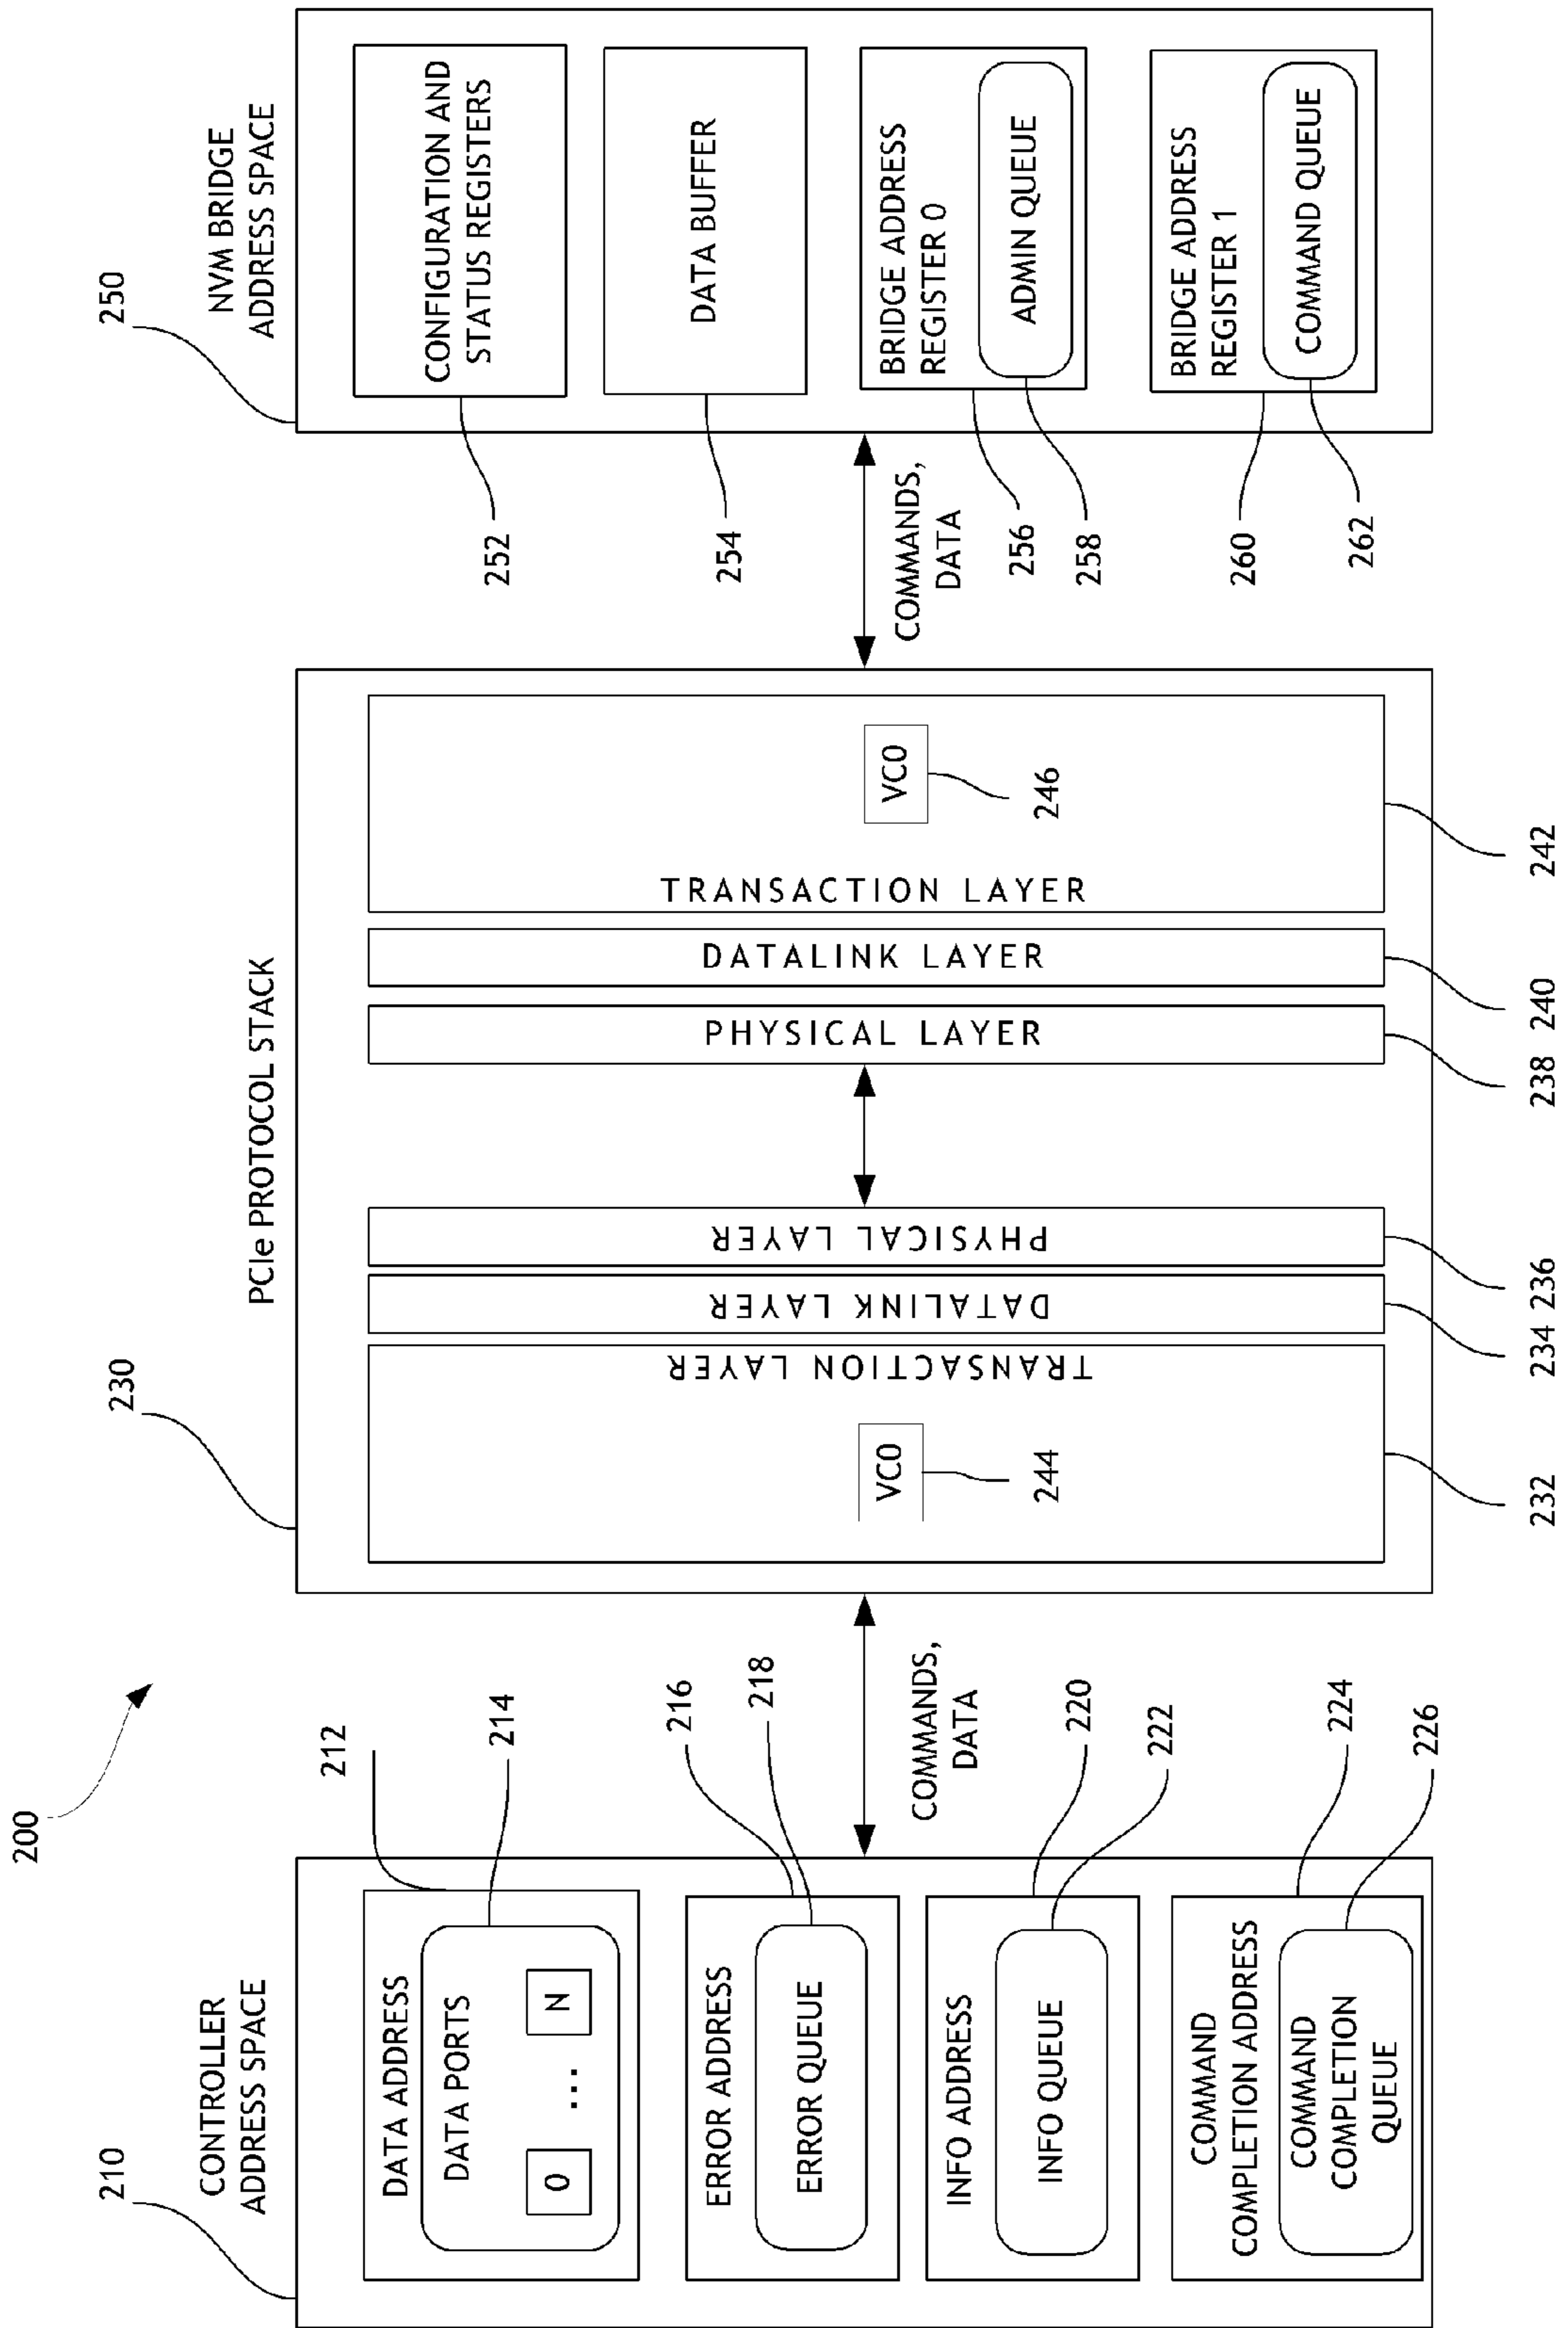 200
210
CONTROLLER
ADDRESS SPACE
DATA ADDRESS
DATA PORTS
0
...
N
212
214
ERROR ADDRESS
ERROR QUEUE
216
218
INFO ADDRESS
INFO QUEUE
220
222
COMMAND
COMPLETION ADDRESS
COMMAND
COMPLETION
QUEUE
224
226
COMMANDS,
DATA
230
PCIe PROTOCOL STACK
TRANSACTION LAYER
VC0
244
232
DATALINK LAYER
234
PHYSICAL LAYER
236
PHYSICAL LAYER
238
DATALINK LAYER
240
TRANSACTION LAYER
VC0
246
242
COMMANDS,
DATA
250
NVM BRIDGE
ADDRESS SPACE
CONFIGURATION AND
STATUS REGISTERS
252
DATA BUFFER
254
BRIDGE ADDRESS
REGISTER 0
ADMIN QUEUE
256
258
BRIDGE ADDRESS
REGISTER 1
COMMAND QUEUE
260
262